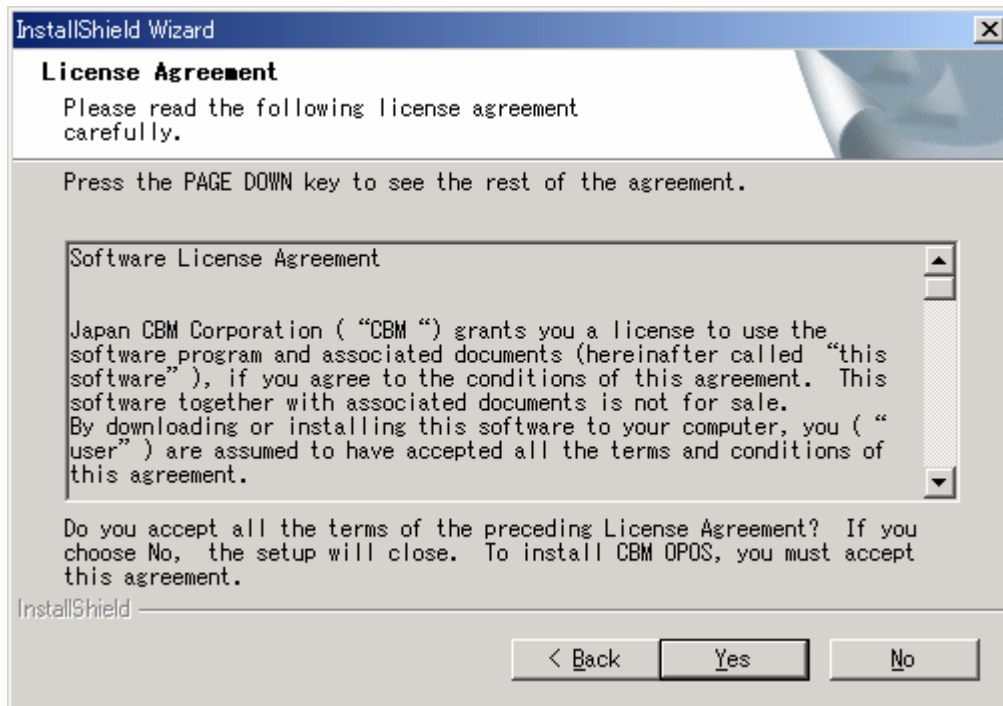 InstallShield Wizard
License Agreement
Please read the following license agreement
carefully.
Press the PAGE DOWN key to see the rest of the agreement.
Software License Agreement
Japan CBM Corporation ( “CBM “) grants you a license to use the
software program and associated documents (hereinafter called “this
software” ), if you agree to the conditions of this agreement.  This
software together with associated documents is not for sale.
By downloading or installing this software to your computer, you ( “
user” ) are assumed to have accepted all the terms and conditions of
this agreement.
Do you accept all the terms of the preceding License Agreement?  If you
choose No,  the setup will close.  To install CBM OPOS, you must accept
this agreement.
InstallShield
< Back
Yes
No